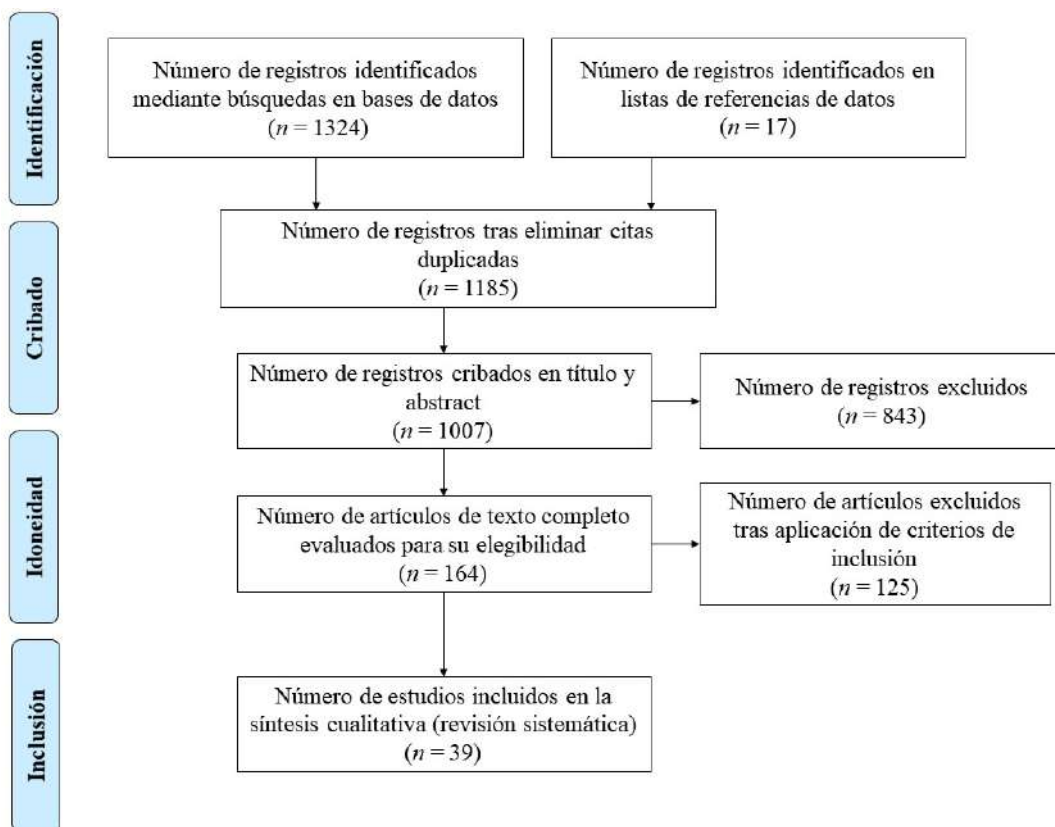 Identificación
Número de registros identificados
mediante búsquedas en bases de datos
(n = 1324)
Número de registros identificados en
listas de referencias de datos
(n = 17)
Cribado
Número de registros tras eliminar citas
duplicadas
(n = 1185)
Número de registros cribados en título y
abstract
(n = 1007)
Número de registros excluidos
(n = 843)
Idoneidad
Número de artículos de texto completo
evaluados para su elegibilidad
(n = 164)
Número de artículos excluidos
tras aplicación de criterios de
inclusión
(n = 125)
Inclusión
Número de estudios incluidos en la
síntesis cualitativa (revisión sistemática)
(n = 39)